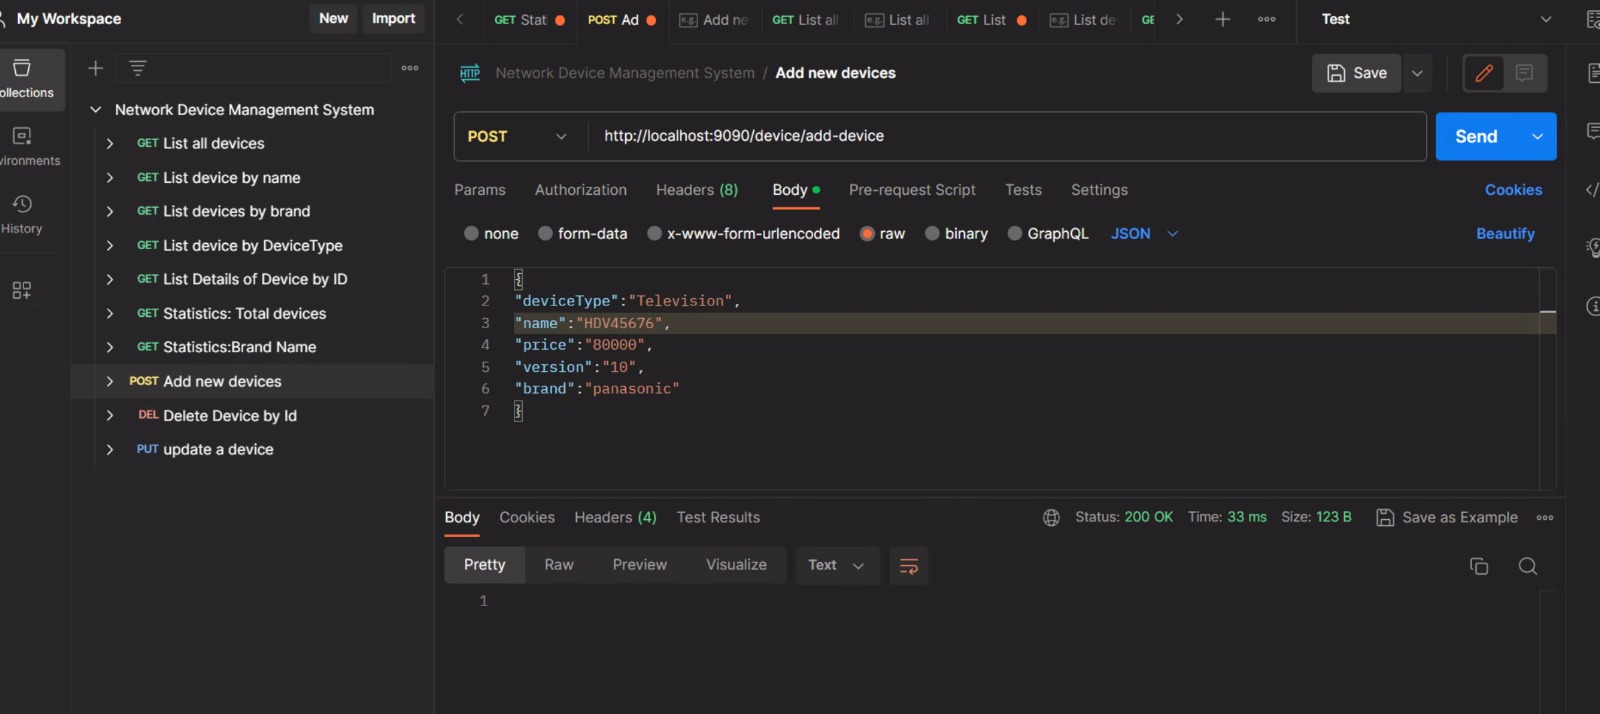 My Workspace
New
Import
GET Stati
POST Ad
e.g. Add ne
GET List all
e.g. List all
GET List
e.g. List de
GE
Test
ollections
vironments
History
Network Device Management System
GET List all devices
GET List device by name
GET List devices by brand
GET List device by DeviceType
GET List Details of Device by ID
GET Statistics: Total devices
GET Statistics:Brand Name
POST Add new devices
DEL Delete Device by Id
PUT update a device
HTTP Network Device Management System / Add new devices
Save
POST
http://localhost:9090/device/add-device
Send
Params
Authorization
Headers (8)
Body
Pre-request Script
Tests
Settings
Cookies
none
form-data
x-www-form-urlencoded
raw
binary
GraphQL
JSON
Beautify
1 {
2 "deviceType":"Television",
3 "name":"HDV45676",
4 "price":"80000",
5 "version":"10",
6 "brand":"panasonic"
7 }
Body
Cookies
Headers (4)
Test Results
Status: 200 OK
Time: 33 ms
Size: 123 B
Save as Example
Pretty
Raw
Preview
Visualize
Text
1